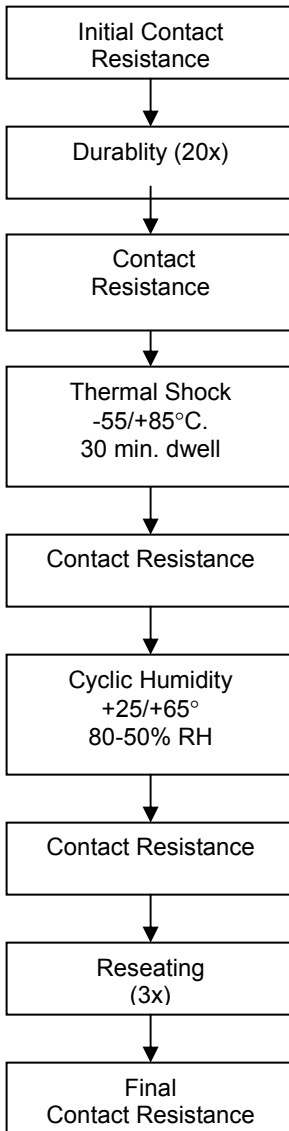 Initial Contact
Resistance
Durablity (20x)
Contact
Resistance
Thermal Shock
-55/+85°C.
30 min. dwell
Contact Resistance
Cyclic Humidity
+25/+65°
80-50% RH
Contact Resistance
Reseating
(3x)
Final
Contact Resistance